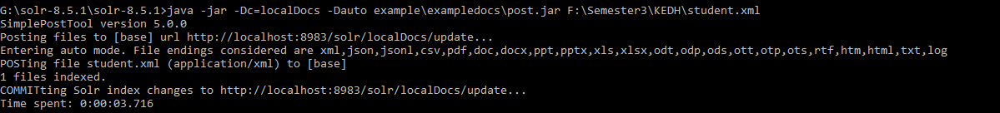 G:\solr-8.5.1\solr-8.5.1>java -jar -Dc=localDocs -Dauto example\exampledocs\post.jar F:\Semester3\KEDH\student.xml
SimplePostTool version 5.0.0
Posting files to [base] url http://localhost:8983/solr/localDocs/update...
Entering auto mode. File endings considered are xml,json,jsonl,csv,pdf,doc,docx,ppt,pptx,xls,xlsx,odt,odp,ods,ott,otp,ots,rtf,htm,html,txt,log
POSTing file student.xml (application/xml) to [base]
1 files indexed.
COMMITting Solr index changes to http://localhost:8983/solr/localDocs/update...
Time spent: 0:00:03.716